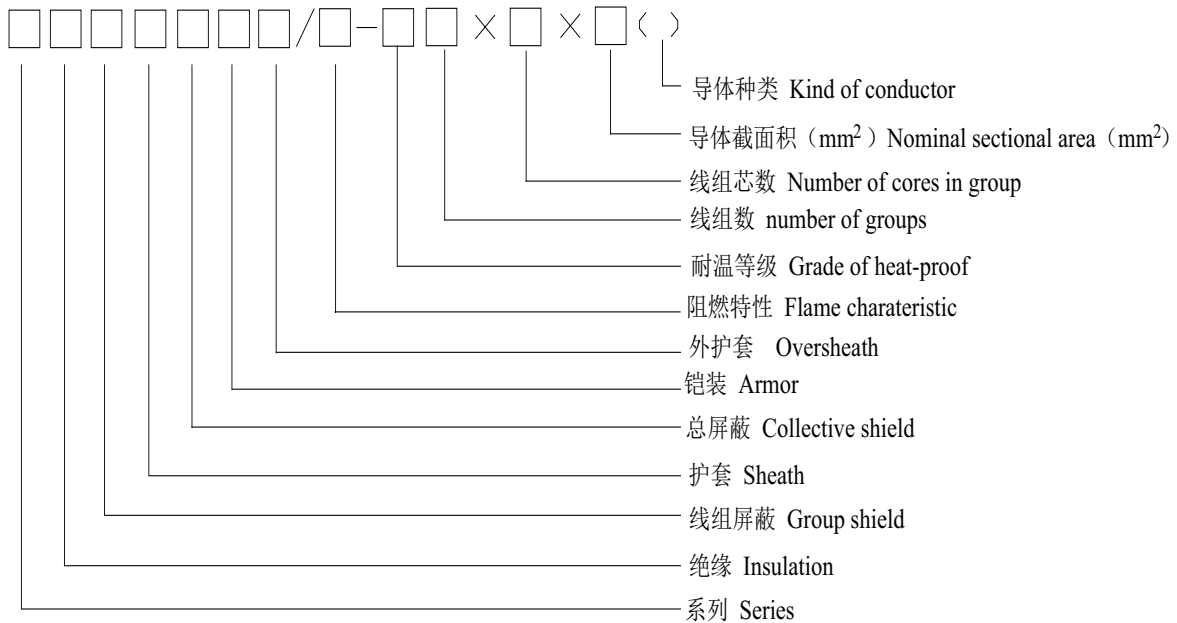 □□□□□□□/□-□□×□×□( )
导体种类 Kind of conductor
导体截面积（mm²）Nominal sectional area（mm²）
线组芯数 Number of cores in group
线组数 number of groups
耐温等级 Grade of heat-proof
阻燃特性 Flame charateristic
外护套 Oversheath
铠装 Armor
总屏蔽 Collective shield
护套 Sheath
线组屏蔽 Group shield
绝缘 Insulation
系列 Series